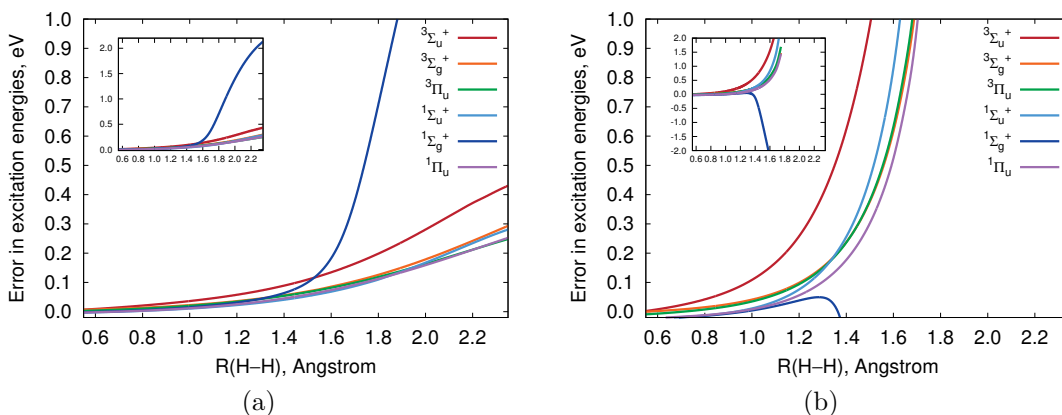 Error in excitation energies, eV
1.0
0.9
0.8
0.7
0.6
0.5
0.4
0.3
0.2
0.1
0.0
0.6 0.8 1.0 1.2 1.4 1.6 1.8 2.0 2.2
R(H−H), Angstrom
2.0
1.5
1.0
0.5
0.0
0.6 0.8 1.0 1.2 1.4 1.6 1.8 2.0 2.2
³Σᵤ⁺
³Σg⁺
³Πᵤ
¹Σᵤ⁺
¹Σg⁺
¹Πᵤ
(a)
Error in excitation energies, eV
1.0
0.9
0.8
0.7
0.6
0.5
0.4
0.3
0.2
0.1
0.0
0.6 0.8 1.0 1.2 1.4 1.6 1.8 2.0 2.2
R(H−H), Angstrom
2.0
1.5
1.0
0.5
0.0
-0.5
-1.0
-1.5
-2.0
0.6 0.8 1.0 1.2 1.4 1.6 1.8 2.0 2.2
³Σᵤ⁺
³Σg⁺
³Πᵤ
¹Σᵤ⁺
¹Σg⁺
¹Πᵤ
(b)